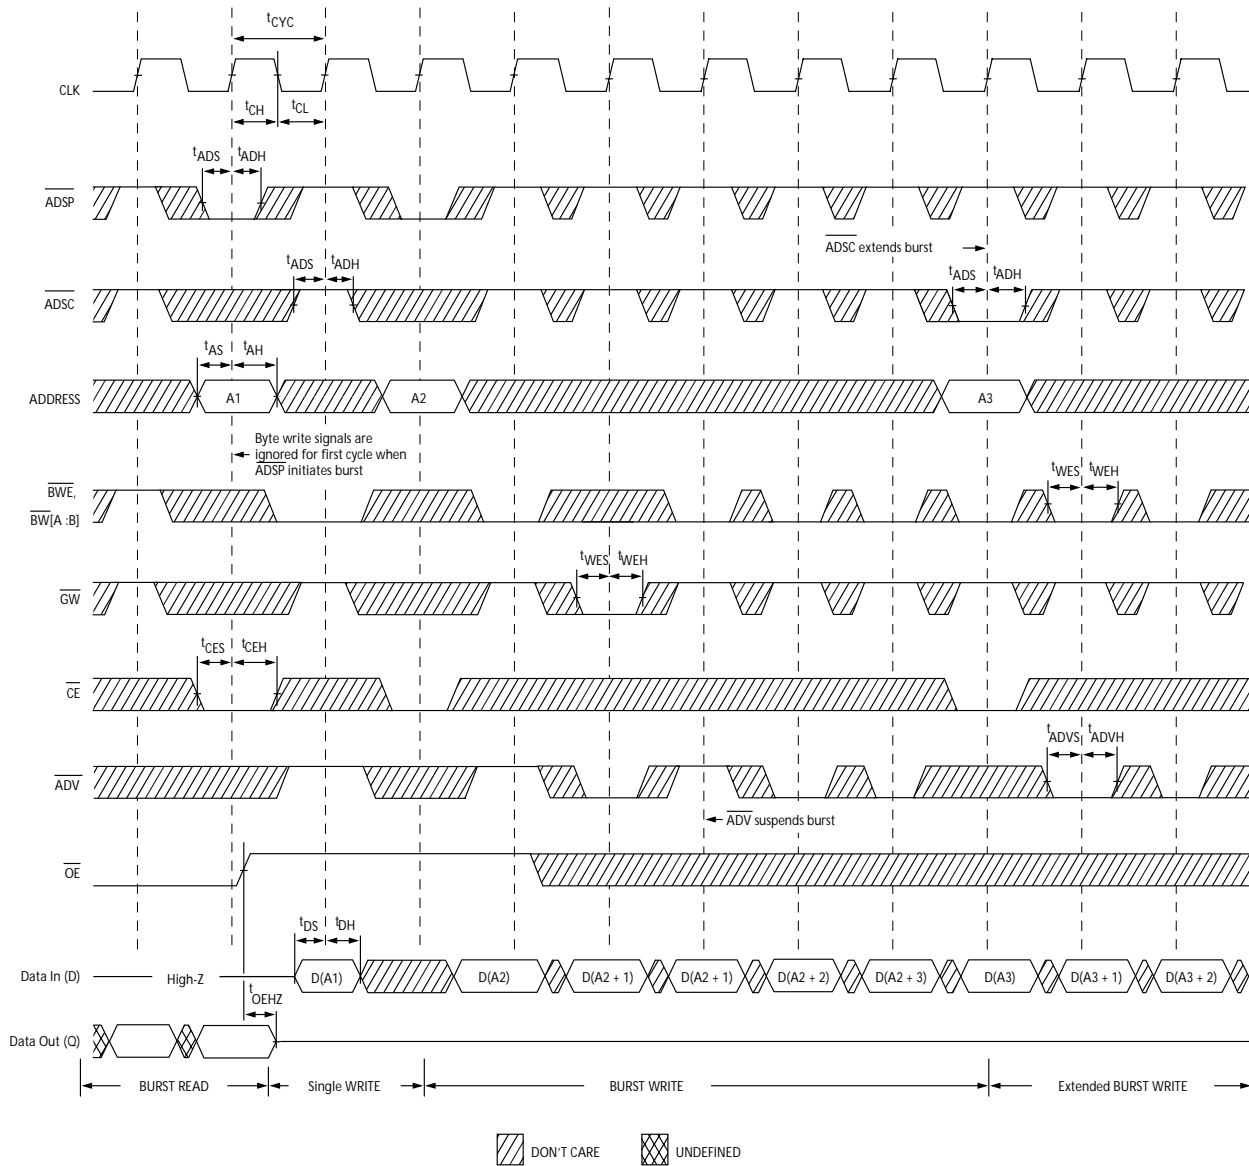 tCYC
CLK
tCH tCL
tADS tADH
ADSP
ADSC extends burst
tADS tADH tADS tADH
ADSC
tAS tAH
ADDRESS A1 A2 A3
Byte write signals are
ignored for first cycle when
ADSP initiates burst
BWE,
BW[A :B]
tWES tWEH
tWES tWEH
GW
tCES tCEH
CE
tADVS tADVH
ADV
ADV suspends burst
OE
tDS tDH
Data In (D) High-Z D(A1) D(A2) D(A2 + 1) D(A2 + 1) D(A2 + 2) D(A2 + 3) D(A3) D(A3 + 1) D(A3 + 2)
tOEHZ
Data Out (Q)
BURST READ Single WRITE BURST WRITE Extended BURST WRITE
DON'T CARE UNDEFINED